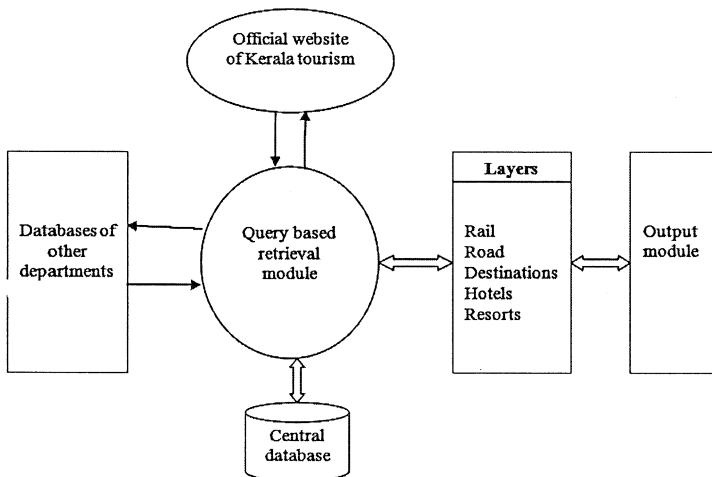 Official website
of Kerala tourism
Databases of
other
departments
Query based
retrieval
module
Layers
Rail
Road
Destinations
Hotels
Resorts
Output
module
Central
database